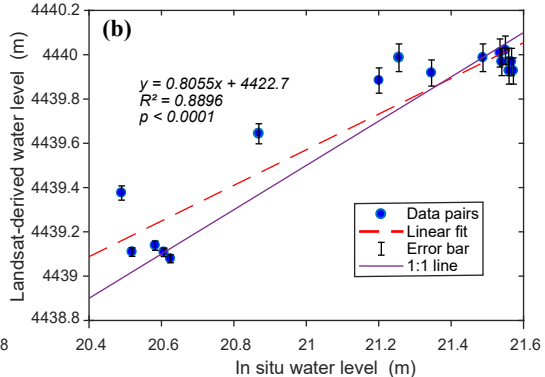 (b)
4440.2
4440
4439.8
4439.6
4439.4
4439.2
4439
4438.8
Landsat-derived water level (m)
y = 0.8055x + 4422.7
R² = 0.8896
p < 0.0001
Data pairs
Linear fit
Error bar
1:1 line
8
20.4 20.6 20.8 21 21.2 21.4 21.6
In situ water level (m)